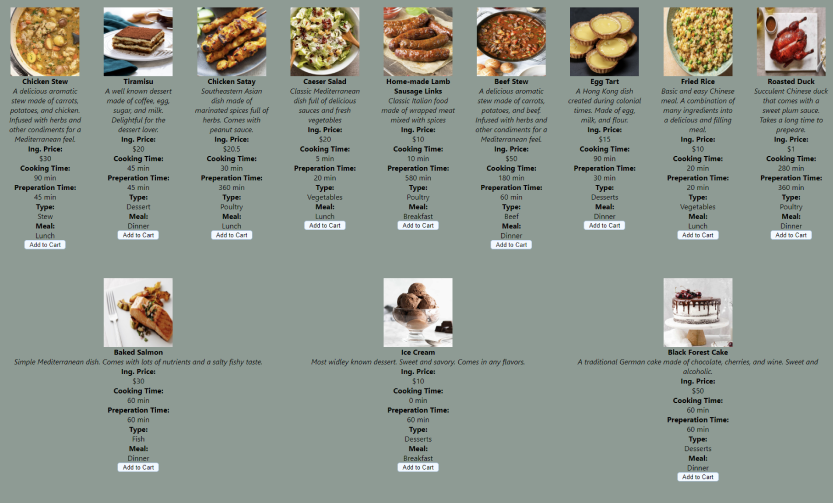 Chicken Stew
A delicious aromatic
stew made of carrots,
potatoes, and chicken.
Infused with herbs and
other condiments for a
Mediterranean feel.
Ing. Price:
$30
Cooking Time:
90 min
Preperation Time:
45 min
Type:
Stew
Meal:
Lunch
Add to Cart
Tiramisu
A well known dessert
made of coffee, egg,
sugar, and milk.
Delightful for the
dessert lover.
Ing. Price:
$20
Cooking Time:
45 min
Preperation Time:
45 min
Type:
Dessert
Meal:
Dinner
Add to Cart
Chicken Satay
Southeastern Asian
dish made of
marinated spices full of
herbs. Comes with
peanut sauce.
Ing. Price:
$20.5
Cooking Time:
30 min
Preperation Time:
360 min
Type:
Poultry
Meal:
Lunch
Add to Cart
Caeser Salad
Classic Mediterranean
dish full of delicious
sauces and fresh
vegetables
Ing. Price:
$20
Cooking Time:
5 min
Preperation Time:
20 min
Type:
Vegetables
Meal:
Lunch
Add to Cart
Home-made Lamb
Sausage Links
Classic Italian food
made of wrapped meat
mixed with spices
Ing. Price:
$10
Cooking Time:
10 min
Preperation Time:
580 min
Type:
Poultry
Meal:
Breakfast
Add to Cart
Beef Stew
A delicious aromatic
stew made of carrots,
potatoes, and beef.
Infused with herbs and
other condiments for a
Mediterranean feel.
Ing. Price:
$50
Cooking Time:
180 min
Preperation Time:
60 min
Type:
Beef
Meal:
Dinner
Add to Cart
Egg Tart
A Hong Kong dish
created during colonial
times. Made of egg,
milk, and flour.
Ing. Price:
$15
Cooking Time:
90 min
Preperation Time:
30 min
Type:
Desserts
Meal:
Dinner
Add to Cart
Fried Rice
Basic and easy Chinese
meal. A combination of
many ingredients into
a delicious and filling
meal.
Ing. Price:
$10
Cooking Time:
20 min
Preperation Time:
20 min
Type:
Vegetables
Meal:
Lunch
Add to Cart
Roasted Duck
Succulent Chinese duck
that comes with a
sweet plum sauce.
Takes a long time to
prepeare.
Ing. Price:
$1
Cooking Time:
280 min
Preperation Time:
360 min
Type:
Poultry
Meal:
Dinner
Add to Cart
Baked Salmon
Simple Mediterranean dish. Comes with lots of nutrients and a salty fishy taste.
Ing. Price:
$30
Cooking Time:
60 min
Preperation Time:
60 min
Type:
Fish
Meal:
Dinner
Add to Cart
Ice Cream
Most widley known dessert. Sweet and savory. Comes in any flavors.
Ing. Price:
$10
Cooking Time:
0 min
Preperation Time:
60 min
Type:
Desserts
Meal:
Breakfast
Add to Cart
Black Forest Cake
A traditional German cake made of chocolate, cherries, and wine. Sweet and
alcoholic.
Ing. Price:
$50
Cooking Time:
60 min
Preperation Time:
60 min
Type:
Desserts
Meal:
Dinner
Add to Cart